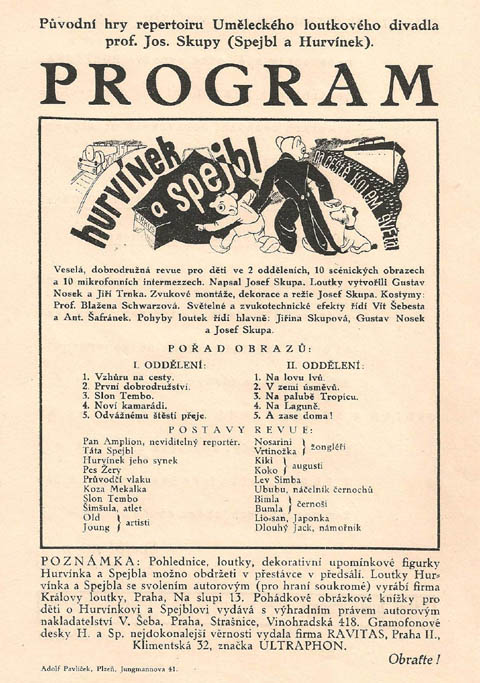 Původní hry repertoiru Uměleckého loutkového divadla
prof. Jos. Skupy (Spejbl a Hurvínek).
PROGRAM
hurvínek
a spejbl
na cestě kolem světa
Veselá, dobrodružná revue pro děti ve 2 odděleních, 10 scénických obrazech
a 10 mikrofonních intermezzech. Napsal Josef Skupa. Loutky vytvořili Gustav
Nosek a Jiří Trnka. Zvukové montáže, dekorace a režie Josef Skupa. Kostymy:
Prof. Blažena Schwarzová. Světelné a zvukotechnické efekty řídí Vít Šebesta
a Ant. Šafránek. Pohyby loutek řídí hlavně: Jiřina Skupová, Gustav Nosek
a Josef Skupa.
POŘAD OBRAZŮ:
I. ODDĚLENÍ:
1. Vzhůru na cesty.
2. První dobrodružství.
3. Slon Tembo.
4. Noví kamarádi.
5. Odvážnému štěstí přeje.
II. ODDĚLENÍ:
1. Na lovu lvů.
2. V zemi úsměvů.
3. Na palubě Tropicu.
4. Na Laguně.
5. A zase doma!
POSTAVY REVUE:
Pan Amplion, neviditelný reportér.
Táta Spejbl
Hurvínek jeho synek
Pes Žery
Průvodčí vlaku
Koza Mekalka
Slon Tembo
Šimšula, atlet
Old
Joung } artisti
Nosarini
Vrtinožka } žongléři
Kiki
Koko } augusti
Lev Simba
Ububu, náčelník černochů
Bimla
Bumla } černoši
Lio-san, Japonka
Dlouhý Jack, námořník
POZNÁMKA: Pohlednice, loutky, dekorativní upomínkové figurky
Hurvínka a Spejbla možno obdržeti v přestávce v předsálí. Loutky Hur-
vínka a Spejbla se svolením autorovým (pro hraní soukromé) vyrábí firma
Královy loutky, Praha, Na slupi 13. Pohádkové obrázkové knížky pro
děti o Hurvínkovi a Spejblovi vydává s výhradním právem autorovým
nakladatelství V. Šeba, Praha, Strašnice, Vinohradská 418. Gramofonové
desky H. a Sp. nejdokonalejší věrnosti vydala firma RAVITAS, Praha II.,
Klimentská 32, značka ULTRAPHON.
Obraťte!
Adolf Pavlíček, Plzeň, Jungmannova 41.